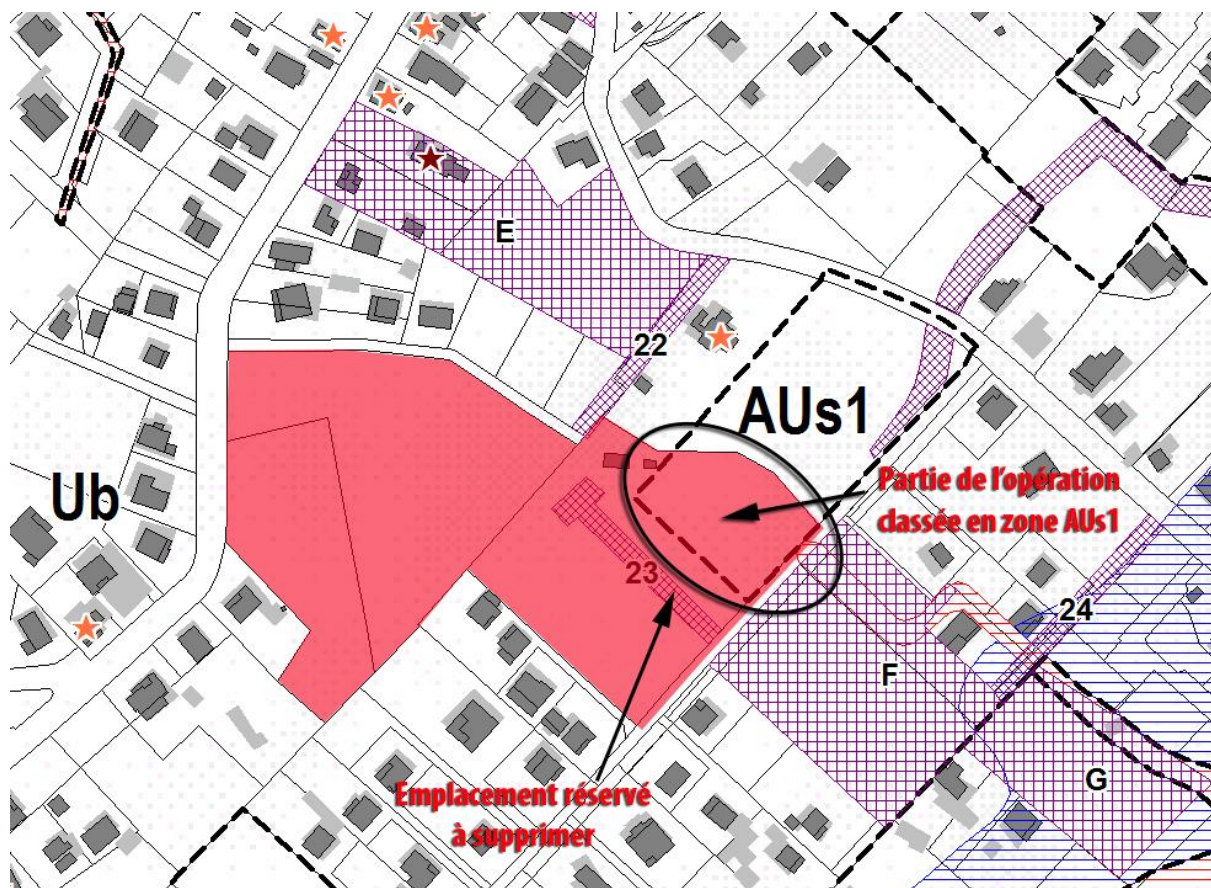 E
22
AUs1
Partie de l'opération
classée en zone AUs1
Ub
23
24
F
G
Emplacement réservé
à supprimer